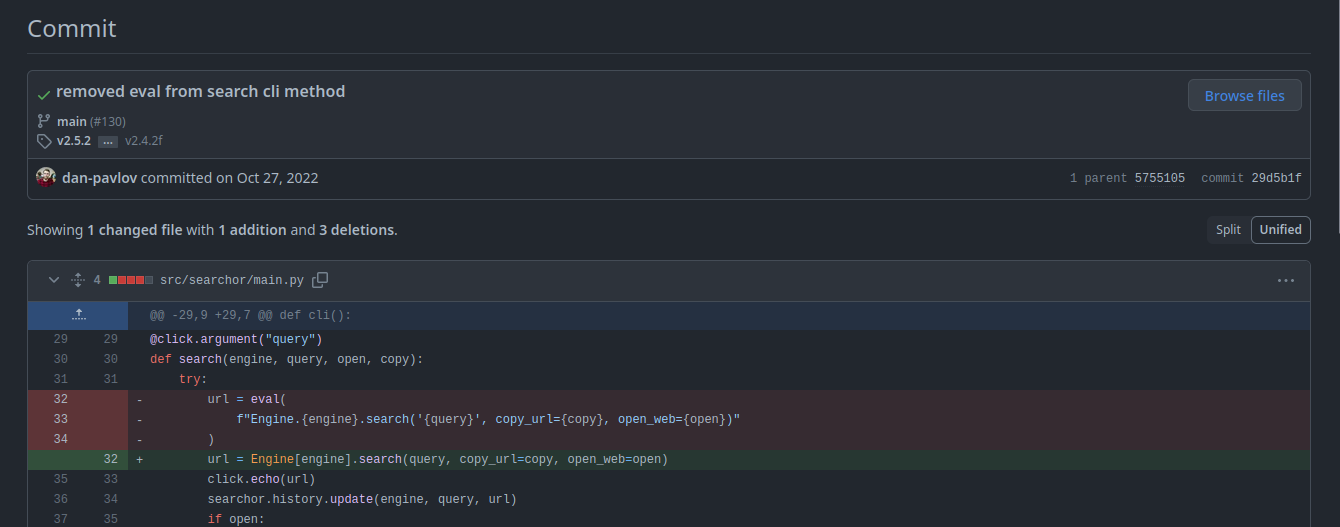 Commit
removed eval from search cli method
Browse files
main (#130)
v2.5.2 ... v2.4.2f
dan-pavlov committed on Oct 27, 2022
1 parent 5755105 commit 29d5b1f
Showing 1 changed file with 1 addition and 3 deletions.
Split Unified
4 src/searchor/main.py
@@ -29,9 +29,7 @@ def cli():
29 29 @click.argument("query")
30 30 def search(engine, query, open, copy):
31 31 try:
32 - url = eval(
33 - f"Engine.{engine}.search('{query}', copy_url={copy}, open_web={open})"
34 - )
32 + url = Engine[engine].search(query, copy_url=copy, open_web=open)
35 33 click.echo(url)
36 34 searchor.history.update(engine, query, url)
37 35 if open: